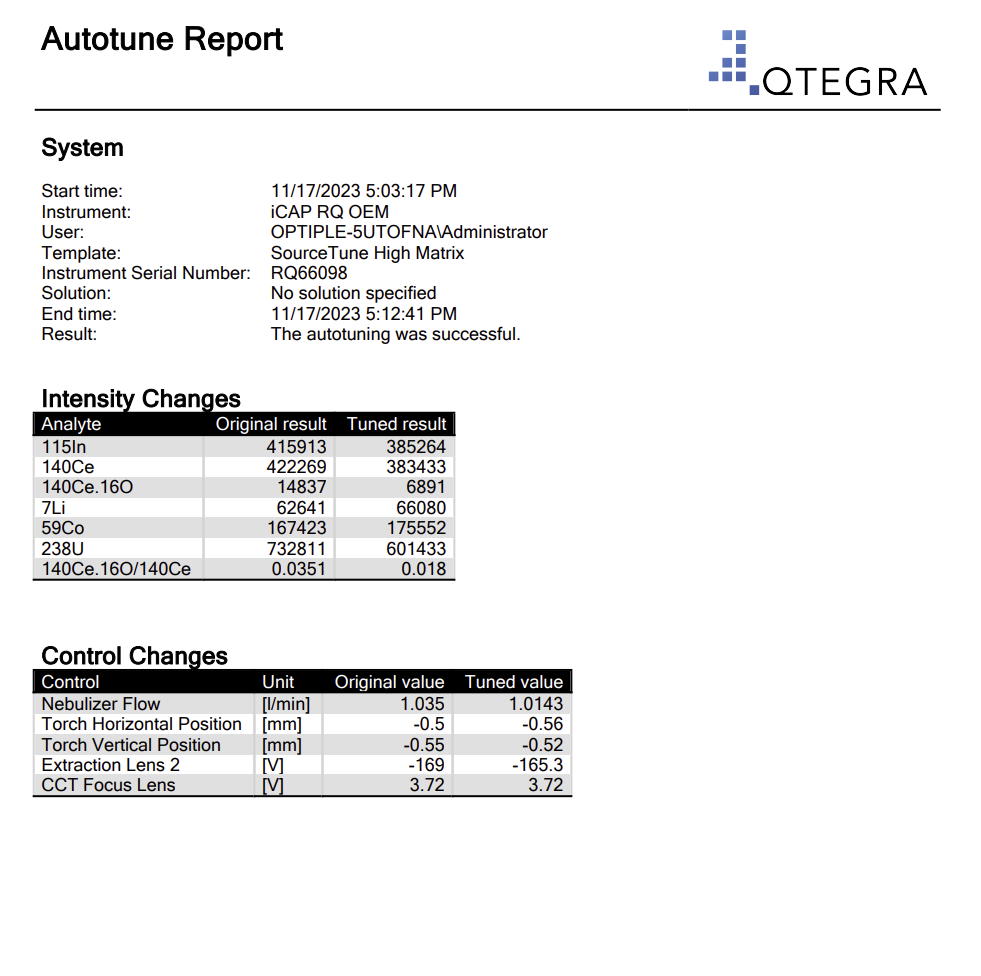 Autotune Report
QTEGRA
System
Start time: 11/17/2023 5:03:17 PM
Instrument: iCAP RQ OEM
User: OPTIPLE-5UTOFNA\Administrator
Template: SourceTune High Matrix
Instrument Serial Number: RQ66098
Solution: No solution specified
End time: 11/17/2023 5:12:41 PM
Result: The autotuning was successful.
Intensity Changes
Analyte Original result Tuned result
115In 415913 385264
140Ce 422269 383433
140Ce.16O 14837 6891
7Li 62641 66080
59Co 167423 175552
238U 732811 601433
140Ce.16O/140Ce 0.0351 0.018
Control Changes
Control Unit Original value Tuned value
Nebulizer Flow [l/min] 1.035 1.0143
Torch Horizontal Position [mm] -0.5 -0.56
Torch Vertical Position [mm] -0.55 -0.52
Extraction Lens 2 [V] -169 -165.3
CCT Focus Lens [V] 3.72 3.72